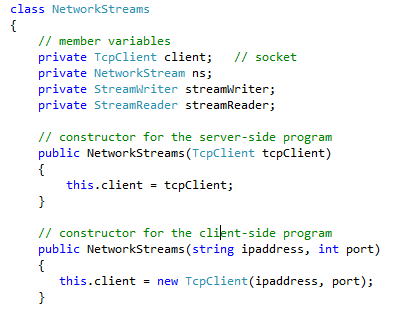 class NetworkStreams
{
    // member variables
    private TcpClient client;   // socket
    private NetworkStream ns;
    private StreamWriter streamWriter;
    private StreamReader streamReader;

    // constructor for the server-side program
    public NetworkStreams(TcpClient tcpClient)
    {
        this.client = tcpClient;
    }

    // constructor for the client-side program
    public NetworkStreams(string ipaddress, int port)
    {
       this.client = new TcpClient(ipaddress, port);
    }